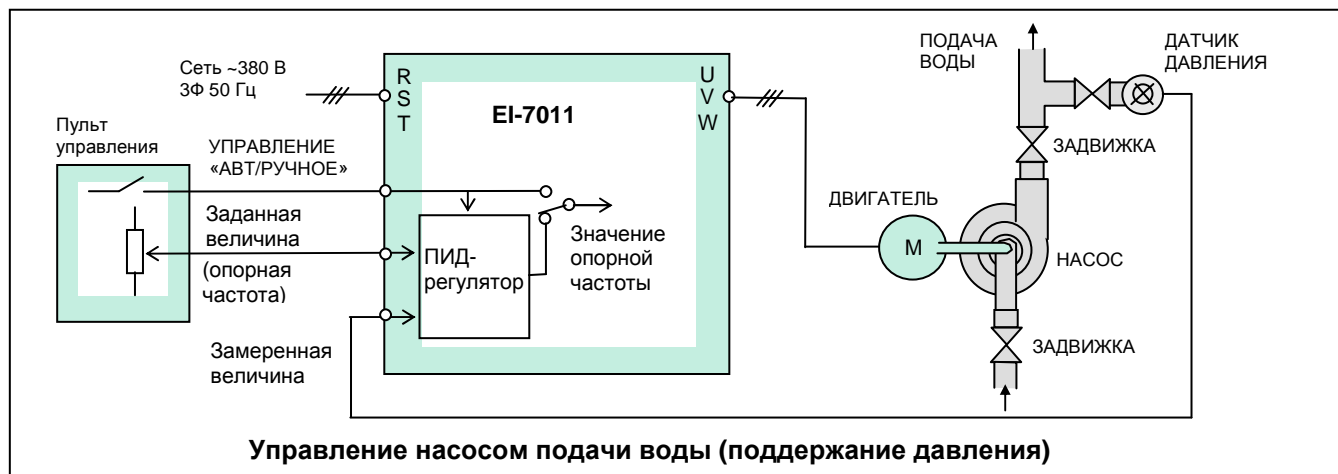 Сеть ~380 В
3Ф 50 Гц
R
S
T
EI-7011
U
V
W
ПОДАЧА
ВОДЫ
ДАТЧИК
ДАВЛЕНИЯ
Пульт
управления
УПРАВЛЕНИЕ
«АВТ/РУЧНОЕ»
ЗАДВИЖКА
ДВИГАТЕЛЬ
Заданная
величина
(опорная
частота)
ПИД-
регулятор
Значение
опорной
частоты
М
НАСОС
Замеренная
величина
ЗАДВИЖКА
Управление насосом подачи воды (поддержание давления)